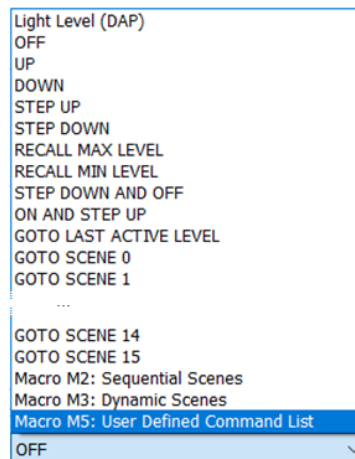 Light Level (DAP)
OFF
UP
DOWN
STEP UP
STEP DOWN
RECALL MAX LEVEL
RECALL MIN LEVEL
STEP DOWN AND OFF
ON AND STEP UP
GOTO LAST ACTIVE LEVEL
GOTO SCENE 0
GOTO SCENE 1
...
GOTO SCENE 14
GOTO SCENE 15
Macro M2: Sequential Scenes
Macro M3: Dynamic Scenes
Macro M5: User Defined Command List
OFF